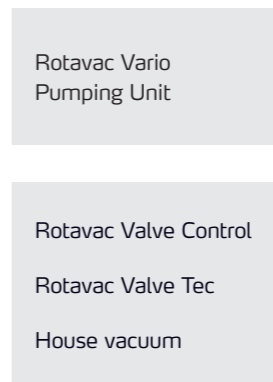 Rotavac Vario
Pumping Unit
Rotavac Valve Control
Rotavac Valve Tec
House vacuum